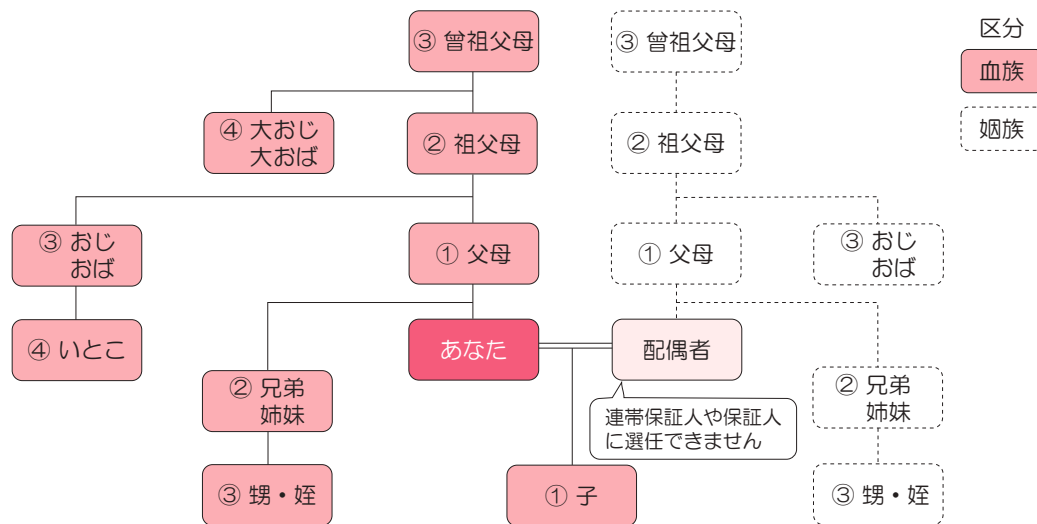 ③ 曾祖父母
③ 曾祖父母
区分
血族
姻族
④ 大おじ
大おば
② 祖父母
② 祖父母
③ おじ
おば
① 父母
① 父母
③ おじ
おば
④ いとこ
あなた
配偶者
② 兄弟
姉妹
連帯保証人や保証人
に選任できません
② 兄弟
姉妹
③ 甥・姪
① 子
③ 甥・姪